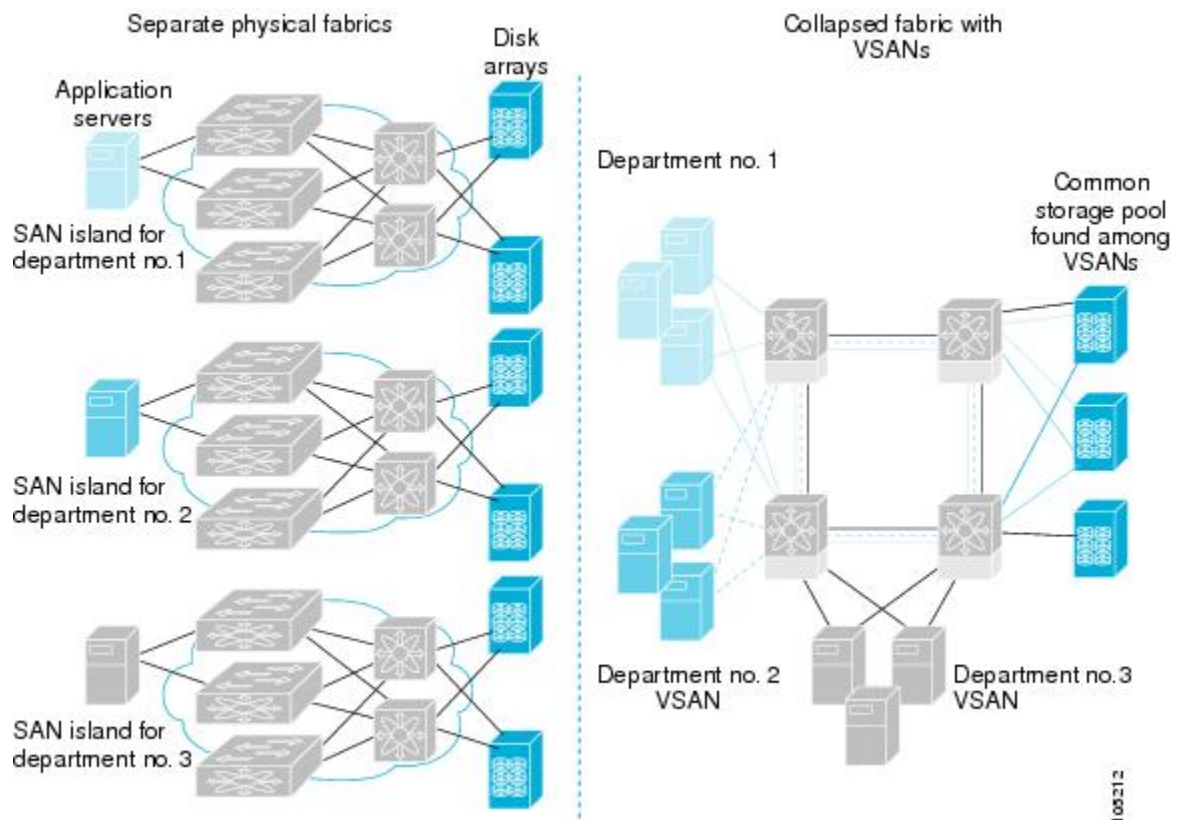 Separate physical fabrics
Disk
arrays
Application
servers
SAN island for
department no. 1
SAN island for
department no. 2
SAN island for
department no. 3
Collapsed fabric with
VSANs
Department no. 1
Common
storage pool
found among
VSANs
Department no. 2
VSAN
Department no.3
VSAN
105212